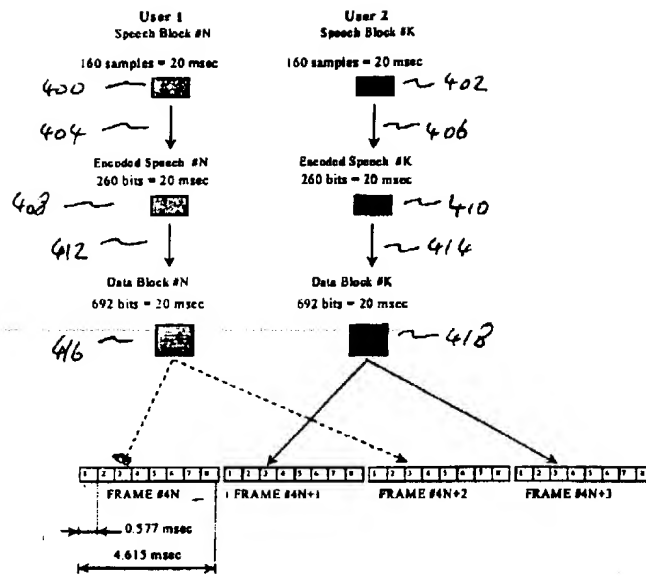 User 1
Speech Block #N
User 2
Speech Block #K
160 samples = 20 msec
160 samples = 20 msec
400
402
404
406
Encoded Speech #N
260 bits = 20 msec
Encoded Speech #K
260 bits = 20 msec
408
410
412
414
Data Block #N
692 bits = 20 msec
Data Block #K
692 bits = 20 msec
416
418
1 2 3 4 5 6 7 8
1 2 3 4 5 6 7 8
1 2 3 4 5 6 7 8
1 2 3 4 5 6 7 8
FRAME #4N
FRAME #4N+1
FRAME #4N+2
FRAME #4N+3
0.577 msec
4.615 msec